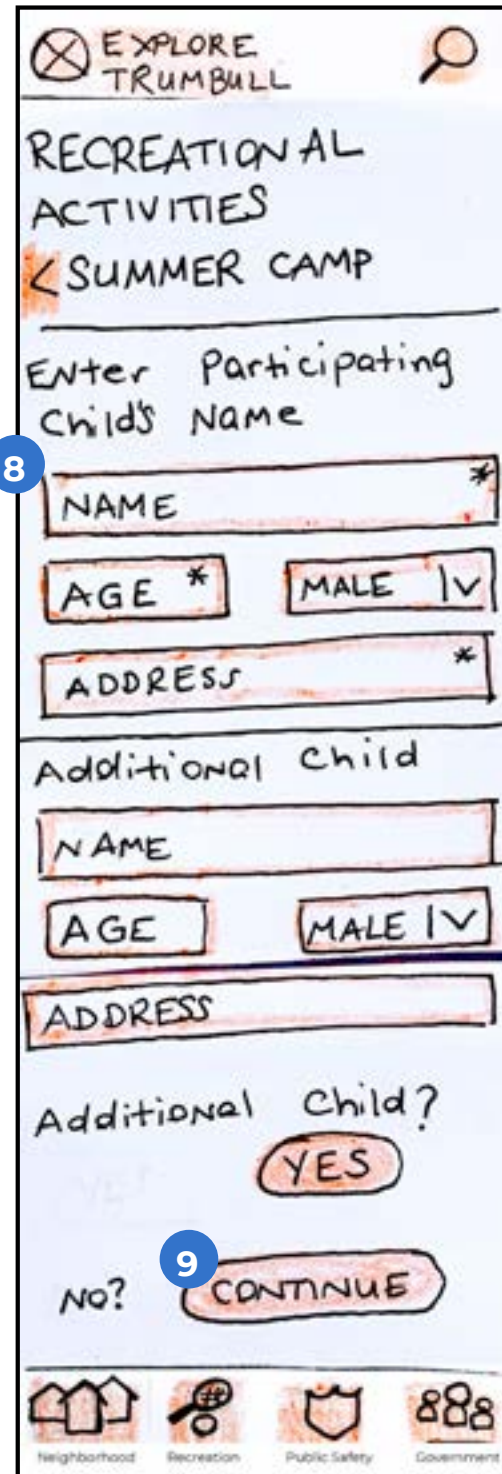 EXPLORE
TRUMBULL
RECREATIONAL
ACTIVITIES
< SUMMER CAMP
Enter Participating
Child's Name
8
NAME *
AGE * MALE
ADDRESS *
Additional Child
NAME
AGE MALE
ADDRESS
Additional Child?
YES
9
NO? CONTINUE
Neighborhood Recreation Public Safety Government